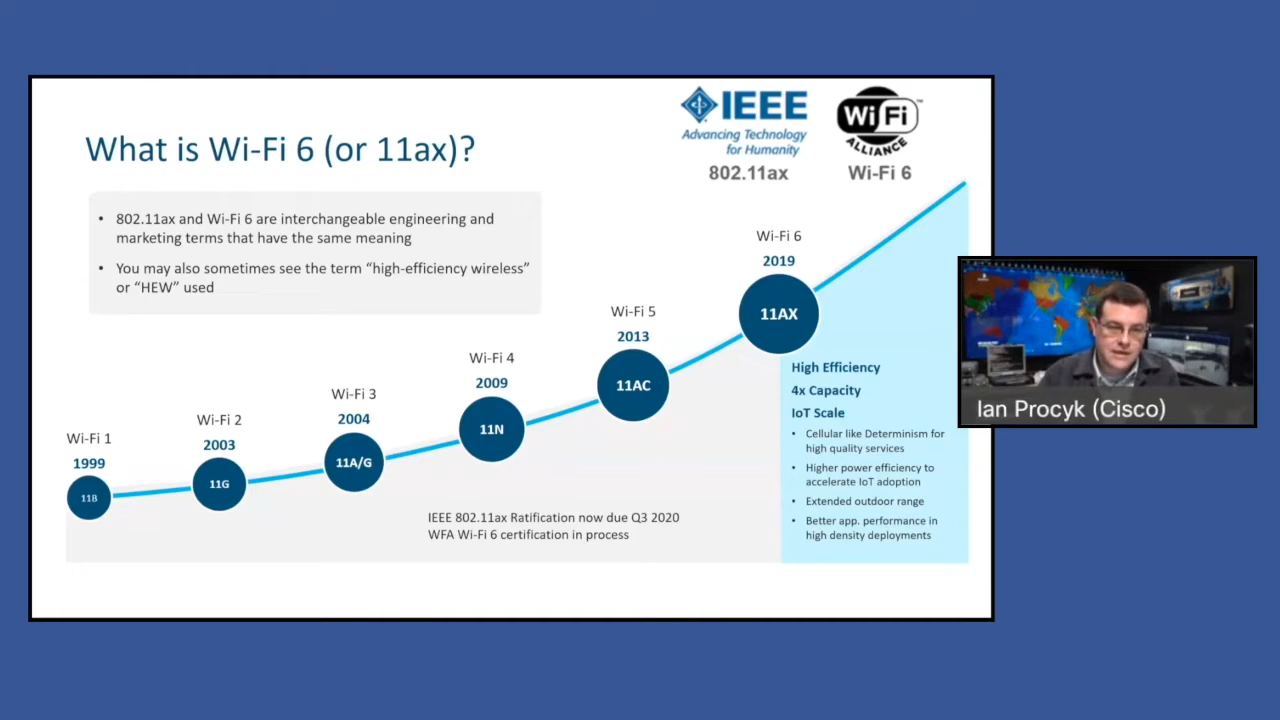 IEEE
Advancing Technology
for Humanity
802.11ax
Wi Fi
ALLIANCE
™
Wi-Fi 6
What is Wi-Fi 6 (or 11ax)?
• 802.11ax and Wi-Fi 6 are interchangeable engineering and
marketing terms that have the same meaning
• You may also sometimes see the term “high-efficiency wireless”
or “HEW” used
Wi-Fi 1
1999
11B
Wi-Fi 2
2003
11G
Wi-Fi 3
2004
11A/G
Wi-Fi 4
2009
11N
Wi-Fi 5
2013
11AC
Wi-Fi 6
2019
11AX
High Efficiency
4x Capacity
IoT Scale
• Cellular like Determinism for
high quality services
• Higher power efficiency to
accelerate IoT adoption
• Extended outdoor range
• Better app. performance in
high density deployments
IEEE 802.11ax Ratification now due Q3 2020
WFA Wi-Fi 6 certification in process
Ian Procyk (Cisco)